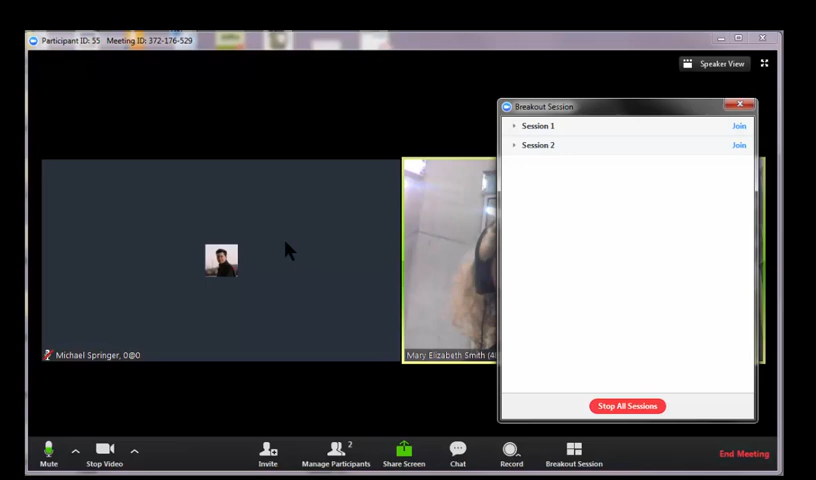 Participant ID: 55 Meeting ID: 372-176-529
Speaker View
Breakout Session
Session 1 Join
Session 2 Join
Michael Springer, 0@0
Mary Elizabeth Smith (4
Stop All Sessions
2
Mute
Stop Video
Invite
Manage Participants
Share Screen
Chat
Record
Breakout Session
End Meeting